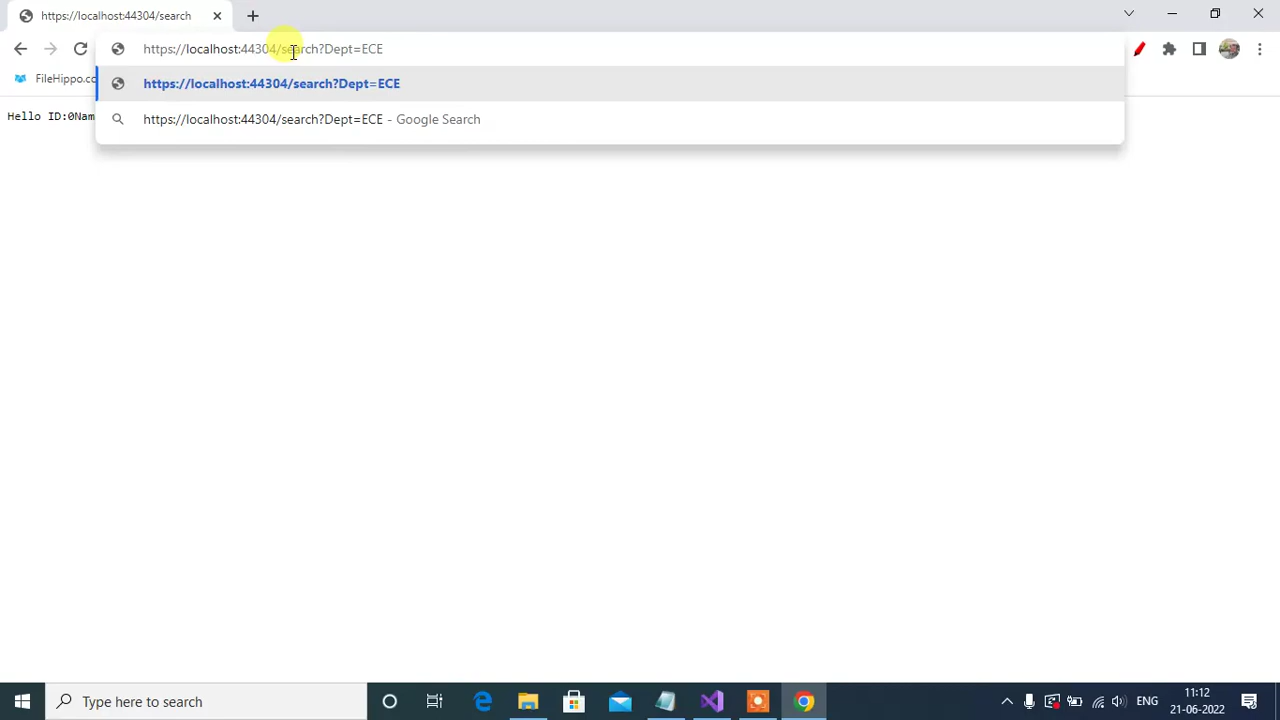 https://localhost:44304/search
https://localhost:44304/search?Dept=ECE
https://localhost:44304/search?Dept=ECE
FileHippo.co
https://localhost:44304/search?Dept=ECE - Google Search
Hello ID:0Nam
Type here to search
ENG
11:12
21-06-2022